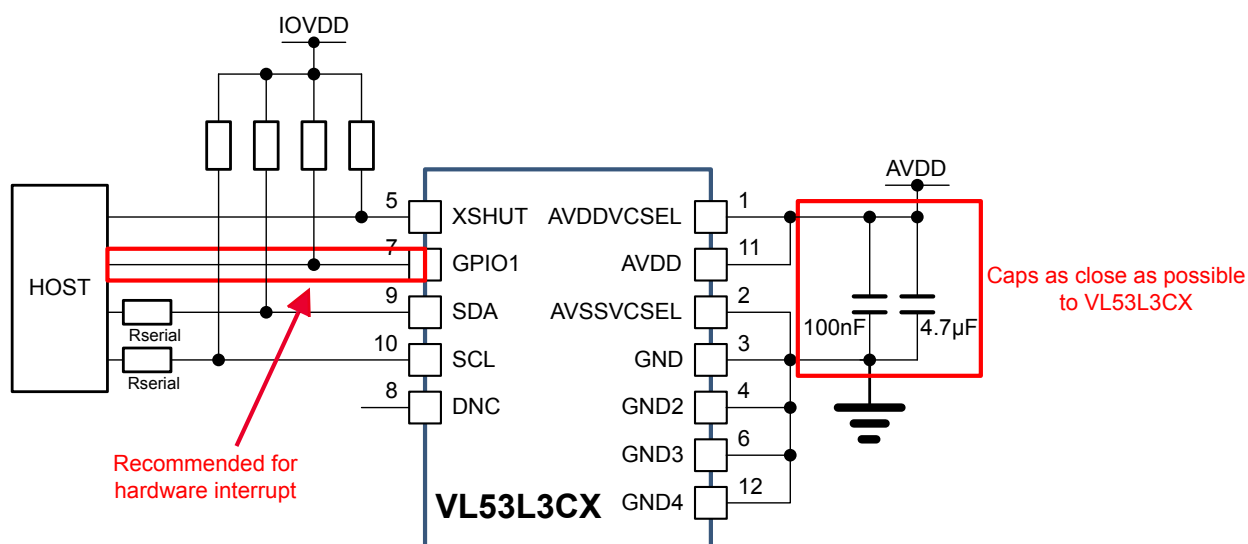 IOVDD
AVDD
HOST
5
XSHUT
7
GPIO1
9
SDA
10
SCL
8
DNC
Rserial
Rserial
AVDDVCSEL
1
AVDD
11
AVSSVCSEL
2
GND
3
GND2
4
GND3
6
GND4
12
VL53L3CX
100nF
4.7µF
Caps as close as possible
to VL53L3CX
Recommended for
hardware interrupt